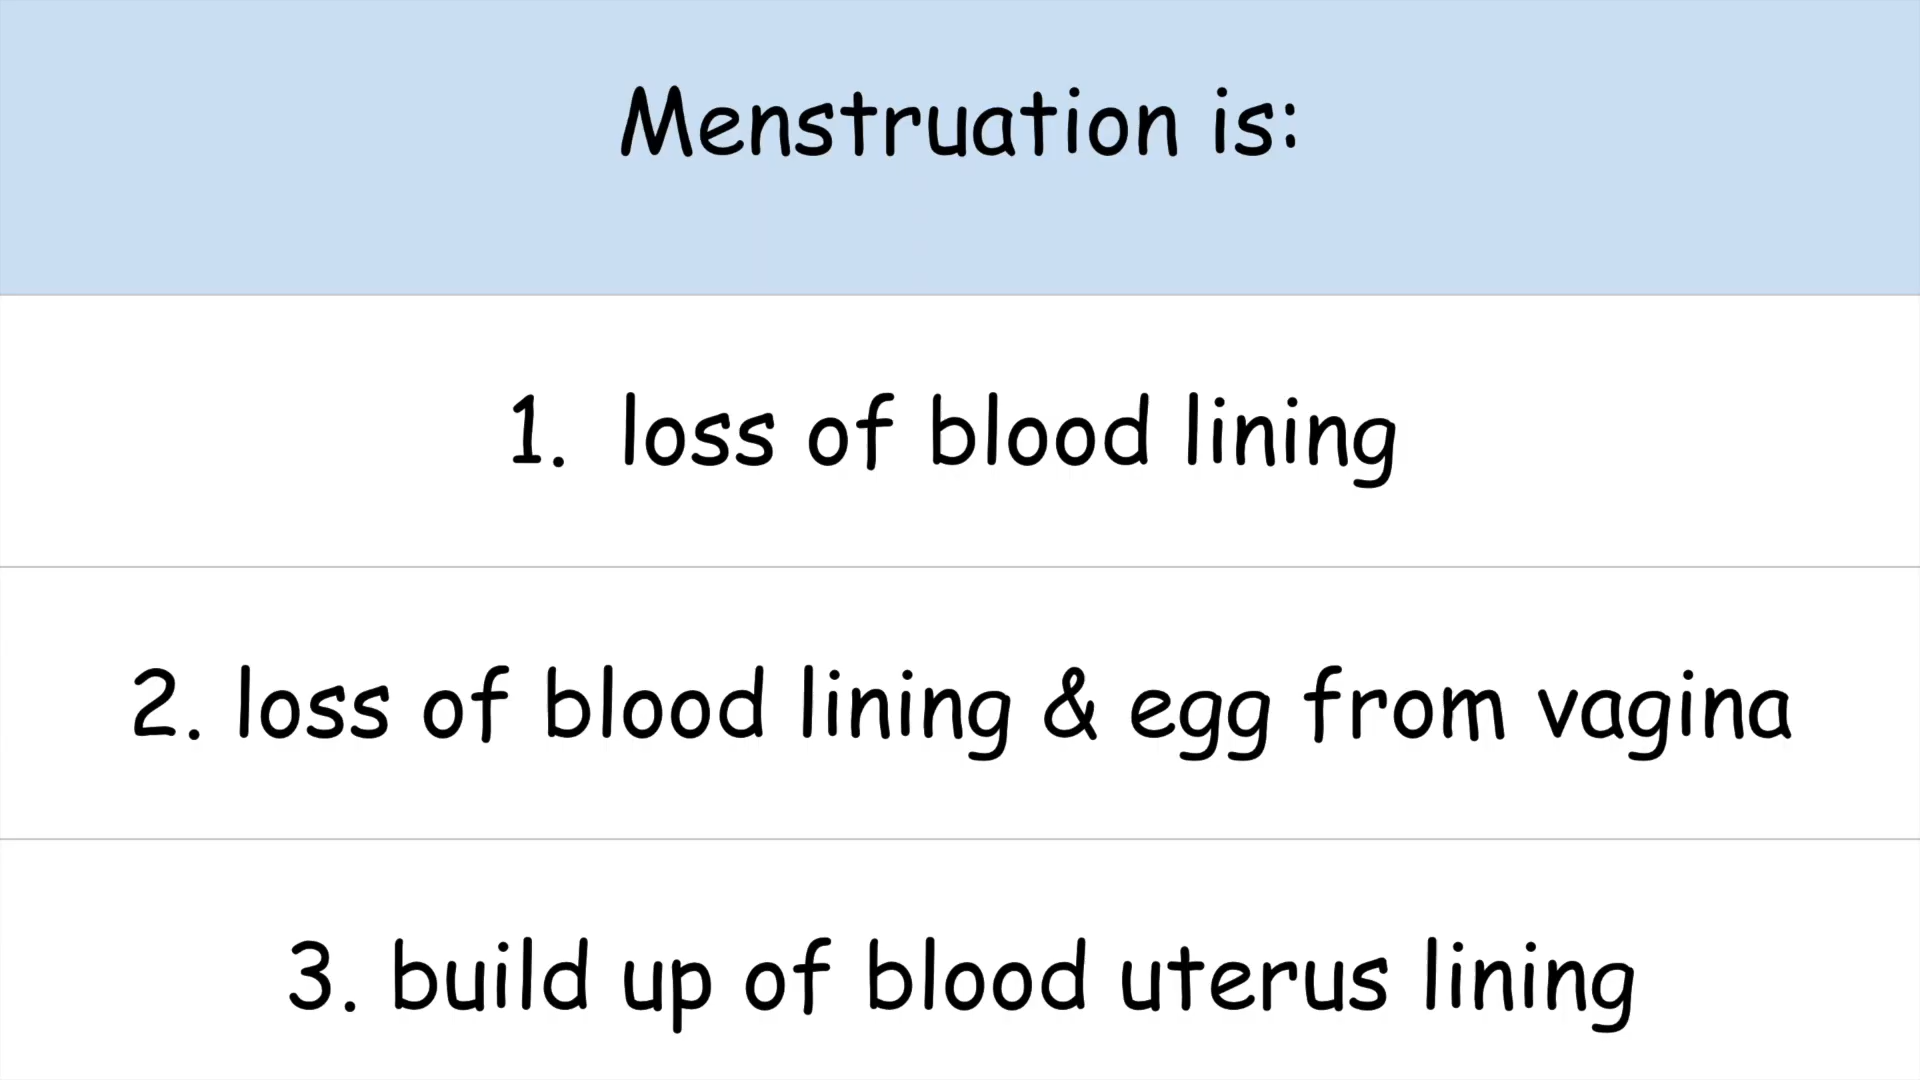 Menstruation is:
1. loss of blood lining
2. loss of blood lining & egg from vagina
3. build up of blood uterus lining